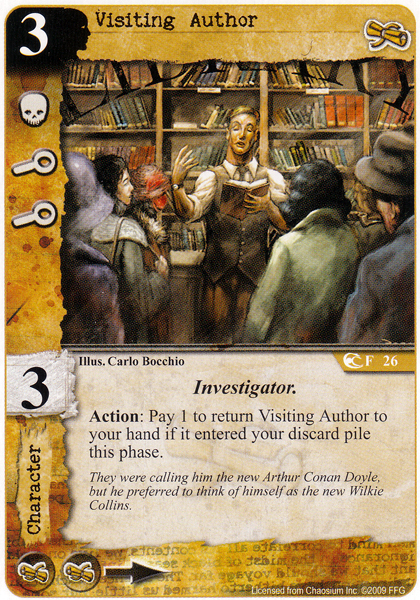 3
Visiting Author
LIBRARY
Illus. Carlo Bocchio
F 26
3
Character
Investigator.
Action: Pay 1 to return Visiting Author to
your hand if it entered your discard pile
this phase.
They were calling him the new Arthur Conan Doyle,
but he preferred to think of himself as the new Wilkie
Collins.
Licensed from Chaosium Inc. ©2009 FFG